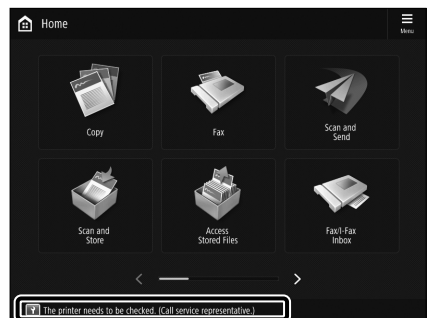 Home
Menu
Copy
Fax
Scan and
Send
Scan and
Store
Access
Stored Files
Fax/I-Fax
Inbox
The printer needs to be checked. (Call service representative.)